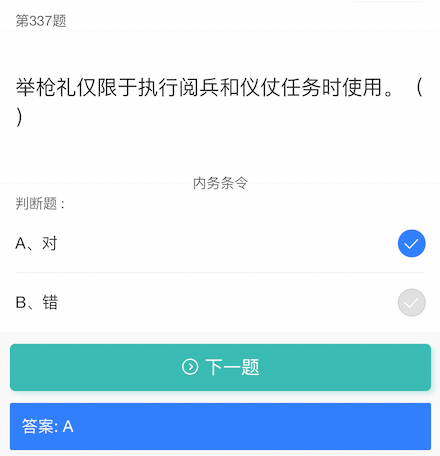 第337题
举枪礼仅限于执行阅兵和仪仗任务时使用。（
）
内务条令
判断题：
A、对
B、错
下一题
答案: A